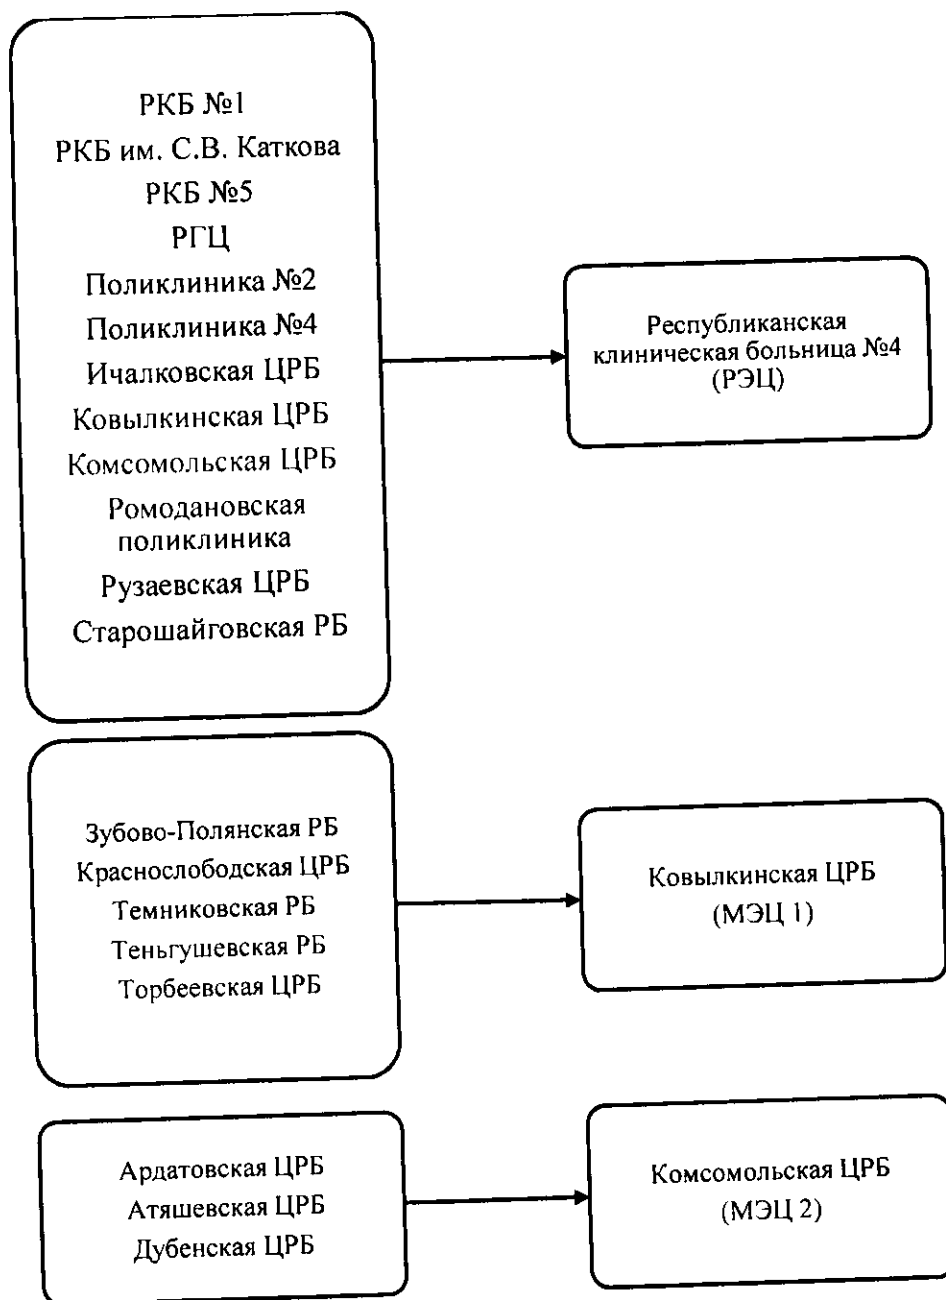 РКБ №1
РКБ им. С.В. Каткова
РКБ №5
РГЦ
Поликлиника №2
Поликлиника №4
Ичалковская ЦРБ
Ковылкинская ЦРБ
Комсомольская ЦРБ
Ромодановская
поликлиника
Рузаевская ЦРБ
Старошайговская РБ
Республиканская
клиническая больница №4
(РЭЦ)
Зубово-Полянская РБ
Краснослободская ЦРБ
Темниковская РБ
Теньгушевская РБ
Торбеевская ЦРБ
Ковылкинская ЦРБ
(МЭЦ 1)
Ардатовская ЦРБ
Атяшевская ЦРБ
Дубенская ЦРБ
Комсомольская ЦРБ
(МЭЦ 2)